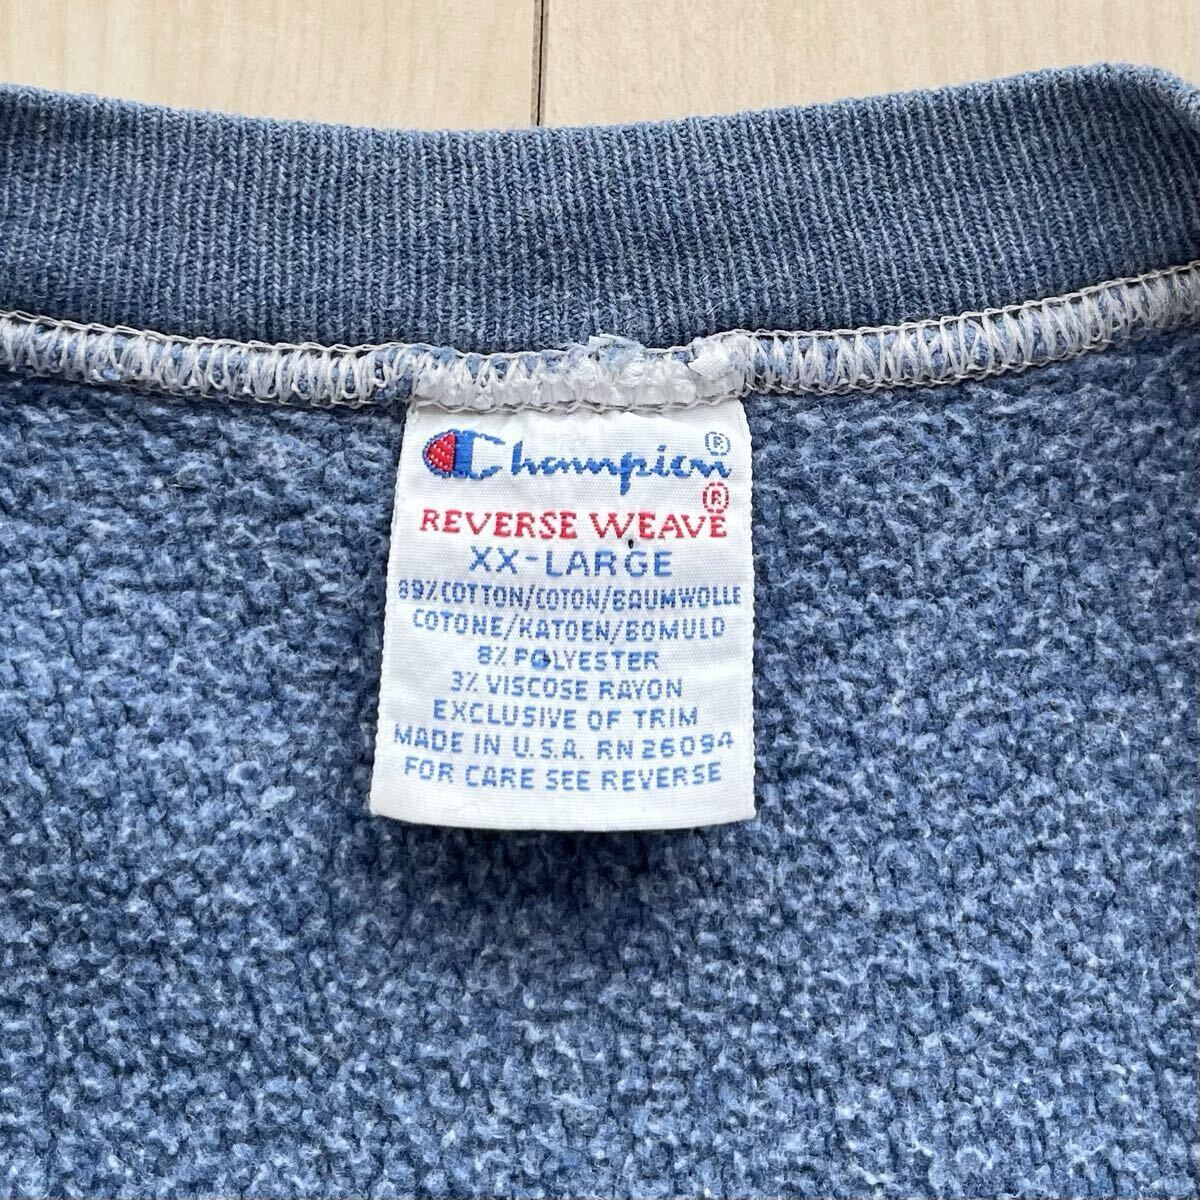 Champion®
REVERSE WEAVE®
XX-LARGE
89% COTTON/COTON/BAUMWOLLE
COTONE/KATOEN/BOMULD
8% POLYESTER
3% VISCOSE RAYON
EXCLUSIVE OF TRIM
MADE IN U.S.A. RN 26094
FOR CARE SEE REVERSE